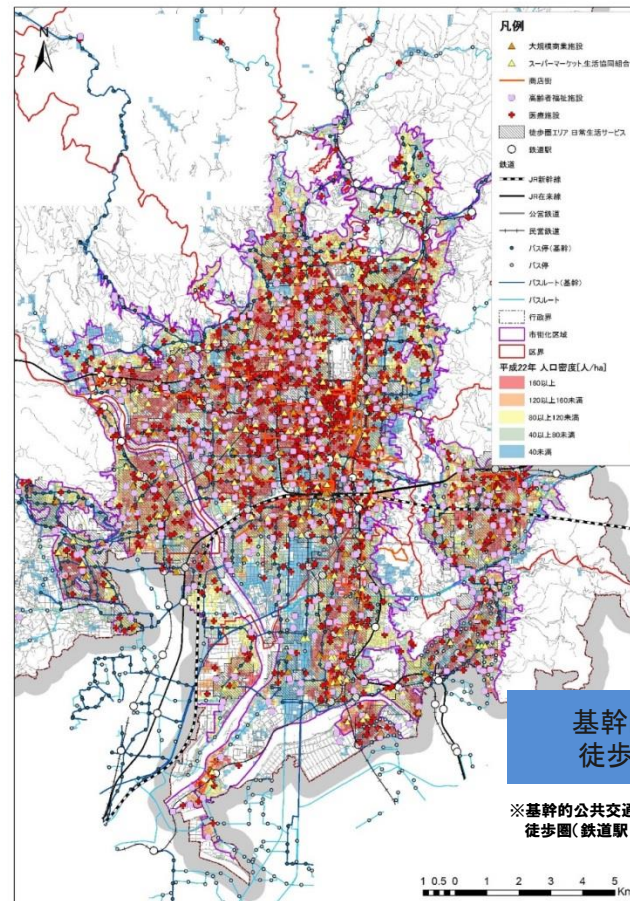 N
凡例
大規模商業施設
スーパーマーケット,生活協同組合
商店街
高齢者福祉施設
医療施設
徒歩圏エリア 日常生活サービス
鉄道駅
鉄道
JR新幹線
JR在来線
公営鉄道
民営鉄道
バス停(基幹)
バス停
バスルート(基幹)
バスルート
行政界
市街化区域
区界
平成22年 人口密度[人/ha]
160以上
120以上160未満
80以上120未満
40以上80未満
40未満
基幹
徒歩
※基幹的公共交通
徒歩圏(鉄道駅
1 0.5 0 1 2 3 4 5 Km